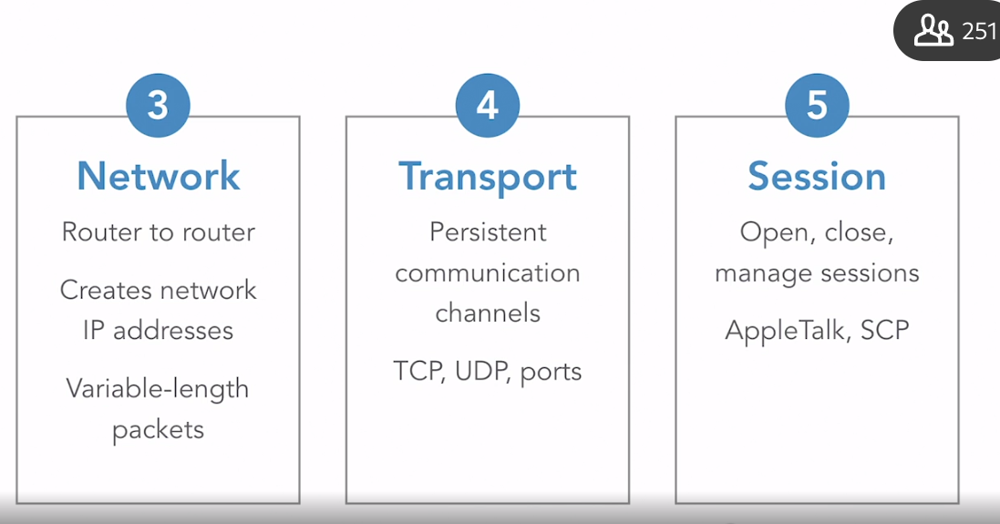 251
3
Network
Router to router
Creates network
IP addresses
Variable-length
packets
4
Transport
Persistent
communication
channels
TCP, UDP, ports
5
Session
Open, close,
manage sessions
AppleTalk, SCP